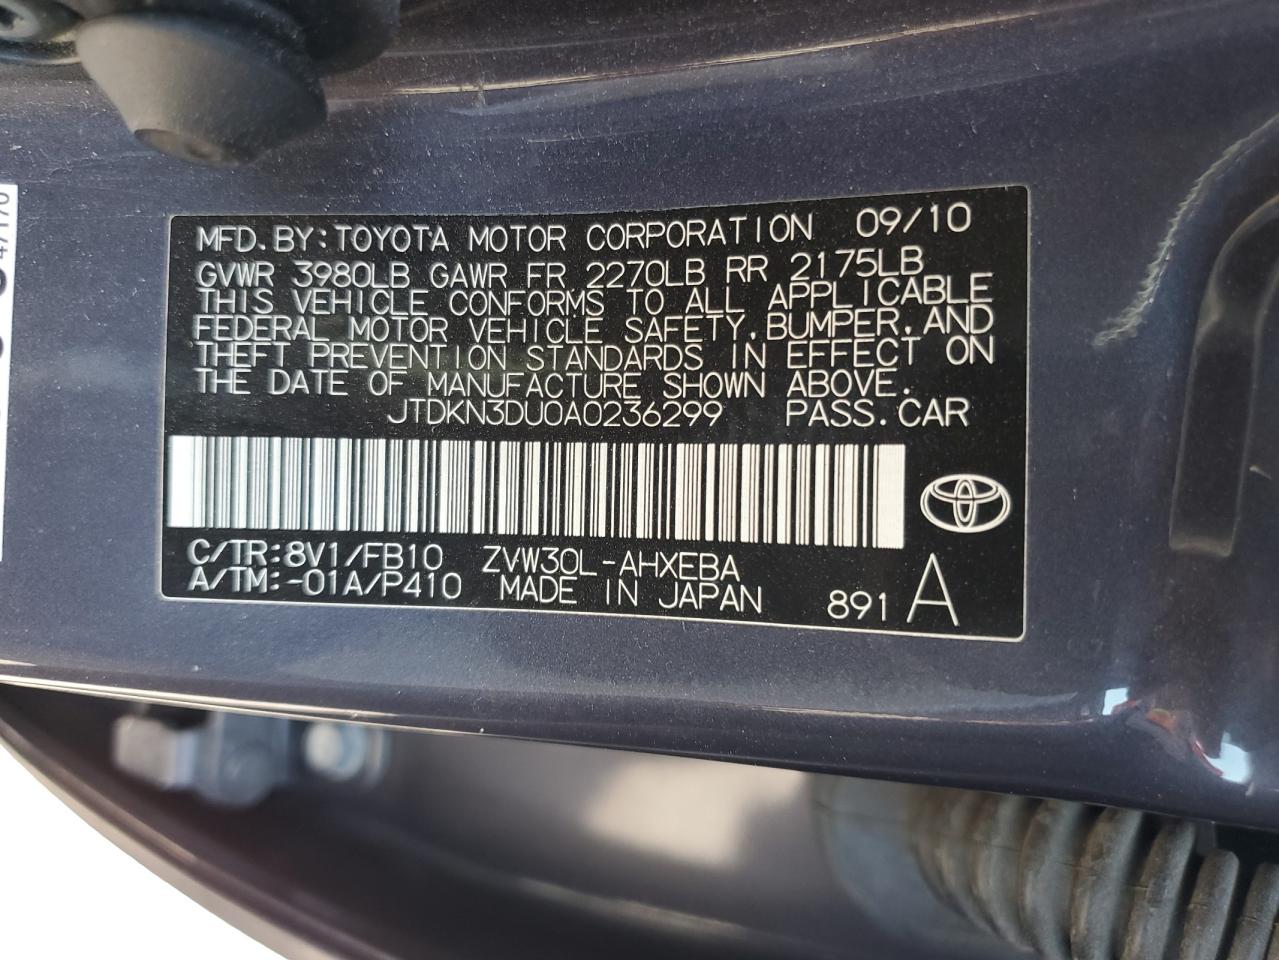 MFD.BY:TOYOTA MOTOR CORPORATION 09/10
GVWR 3980LB GAWR FR 2270LB RR 2175LB
THIS VEHICLE CONFORMS TO ALL APPLICABLE
FEDERAL MOTOR VEHICLE SAFETY,BUMPER,AND
THEFT PREVENTION STANDARDS IN EFFECT ON
THE DATE OF MANUFACTURE SHOWN ABOVE.
JTDKN3DU0A0236299 PASS.CAR
C/TR:8V1/FB10 ZVW30L-AHXEBA
A/TM:-01A/P410 MADE IN JAPAN 891 A